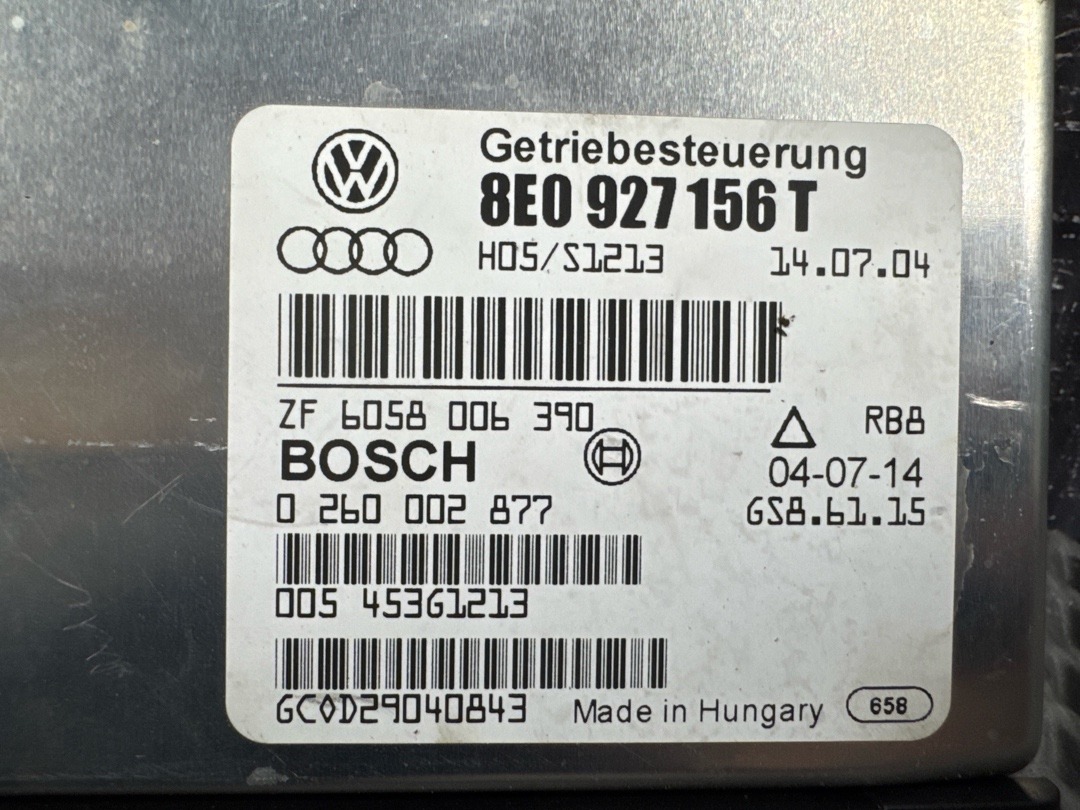 Getriebesteuerung
8E0 927 156 T
H05/S1213 14.07.04
ZF 6058 006 390
RB8
BOSCH
04-07-14
0 260 002 877
GS8.61.15
005 453G1213
GC0D29040843
Made in Hungary
658